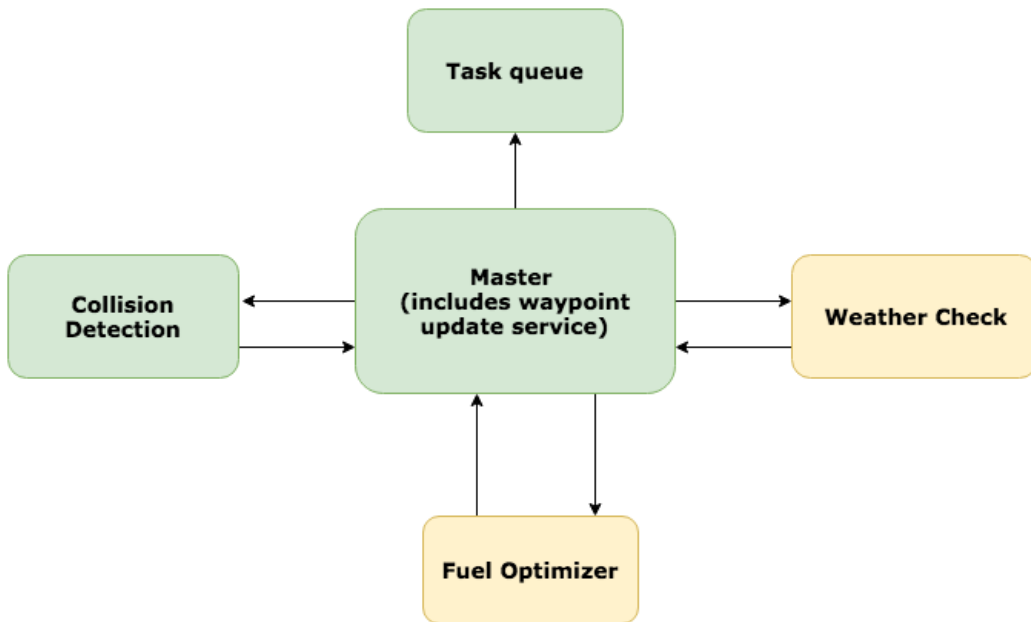 Task queue
Master
(includes waypoint
update service)
Collision
Detection
Weather Check
Fuel Optimizer